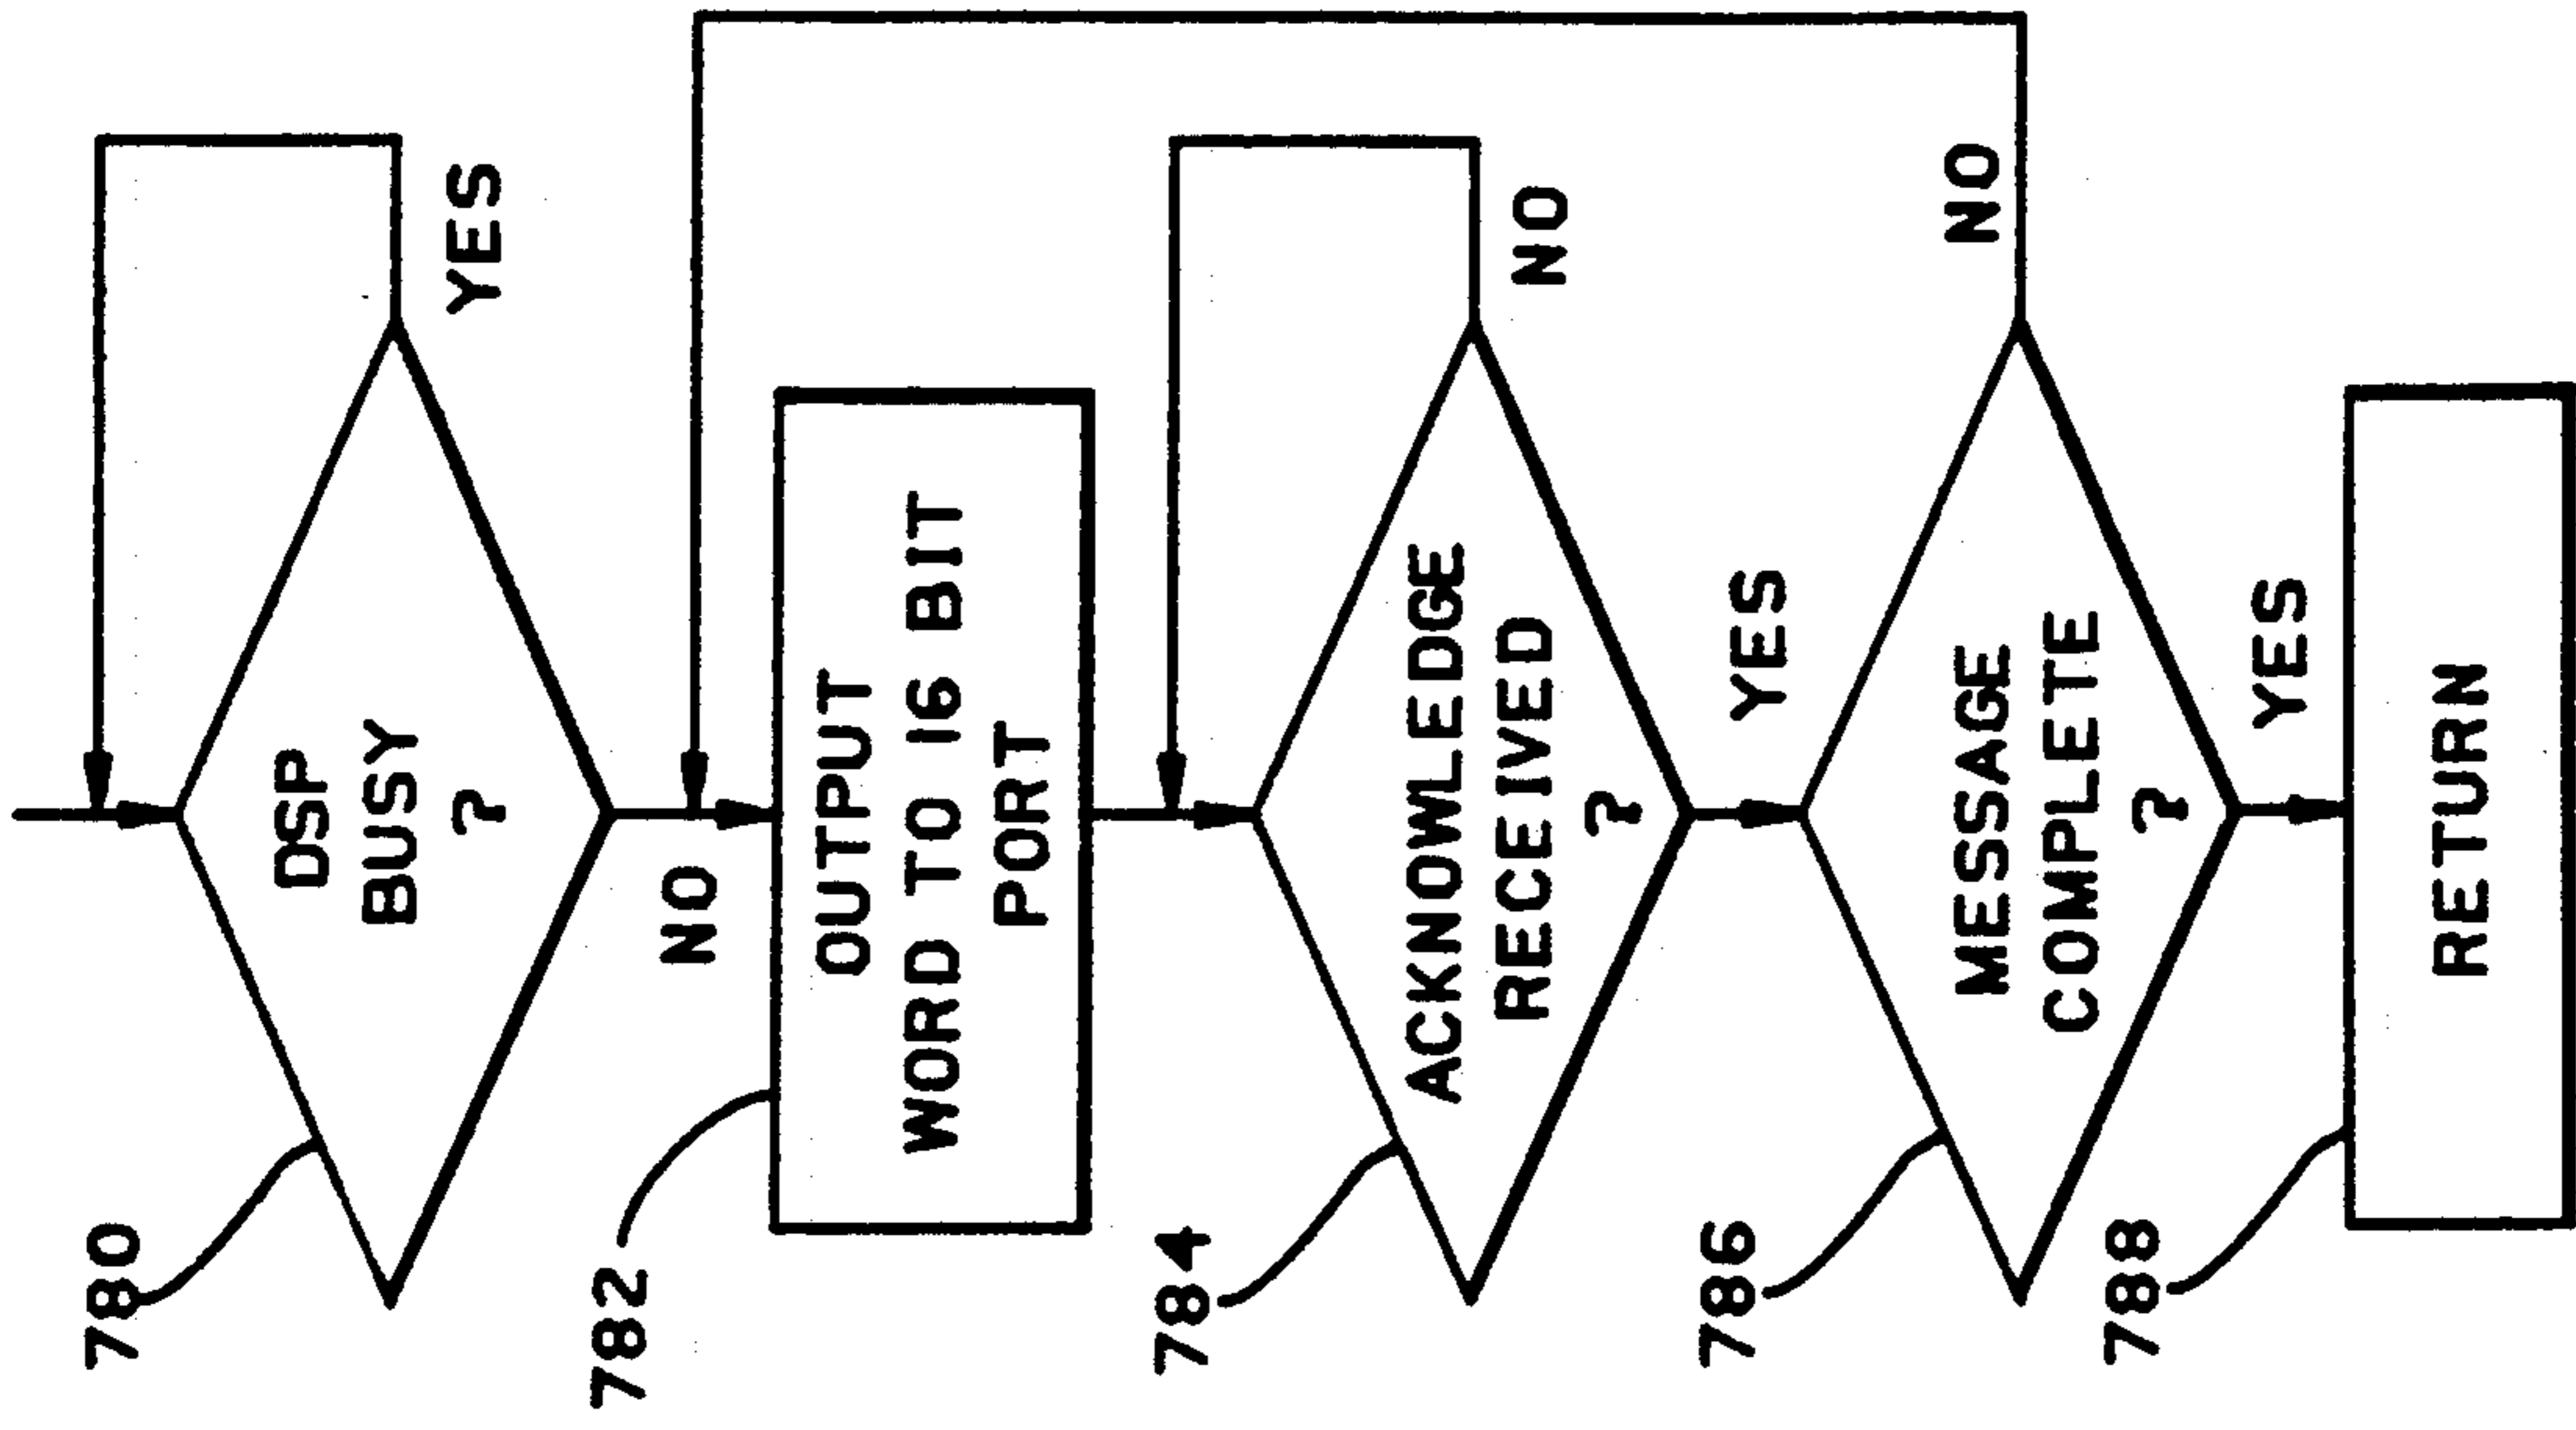 780
DSP
BUSY
?
YES
NO
782
OUTPUT
WORD TO 16 BIT
PORT
784
ACKNOWLEDGE
RECEIVED
?
NO
YES
786
MESSAGE
COMPLETE
?
NO
YES
788
RETURN